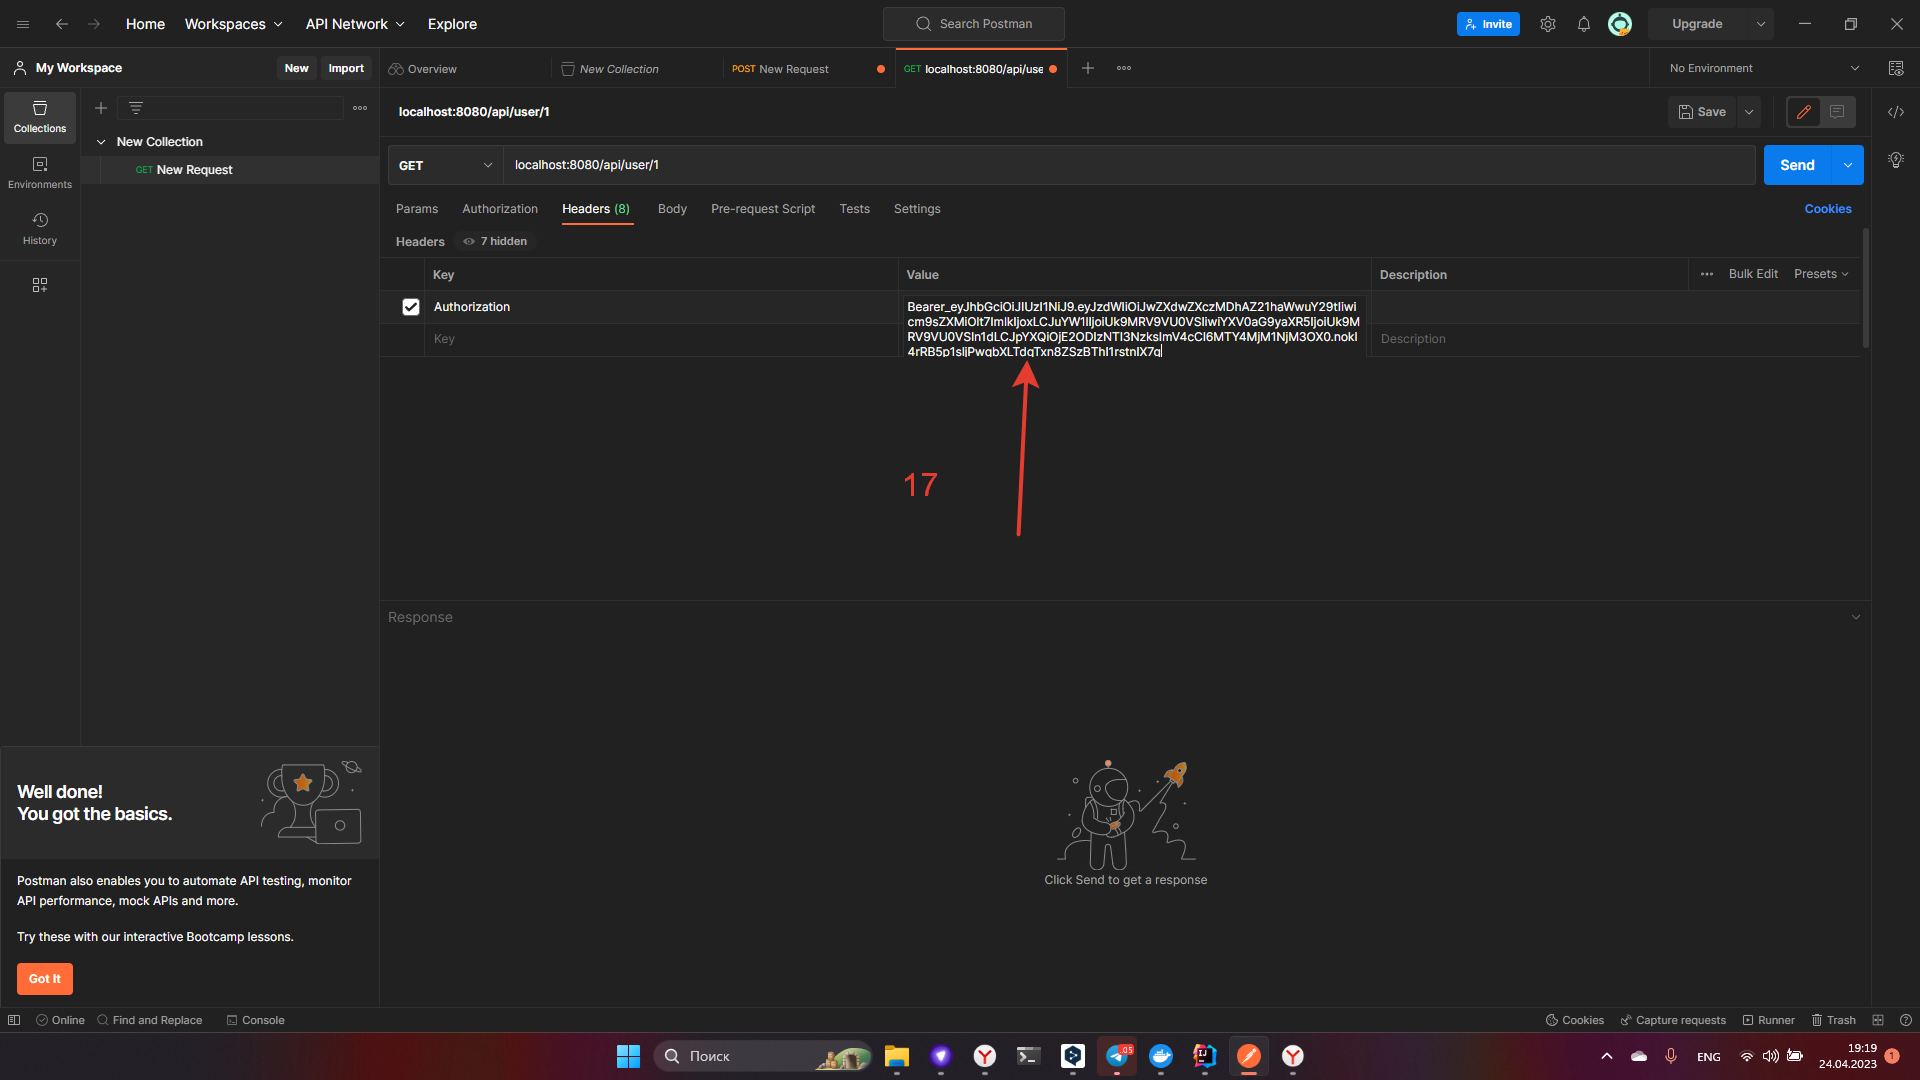 Home
Workspaces
API Network
Explore
Search Postman
Invite
Upgrade
My Workspace
New
Import
Overview
New Collection
POST New Request
GET localhost:8080/api/use
No Environment
Collections
Environments
History
New Collection
GET New Request
localhost:8080/api/user/1
Save
GET
localhost:8080/api/user/1
Send
Params
Authorization
Headers (8)
Body
Pre-request Script
Tests
Settings
Cookies
Headers
7 hidden
Key
Value
Description
Bulk Edit
Presets
Authorization
Key
Description
17
Response
Click Send to get a response
Well done!
You got the basics.
Postman also enables you to automate API testing, monitor
API performance, mock APIs and more.
Try these with our interactive Bootcamp lessons.
Got It
Online
Find and Replace
Console
Cookies
Capture requests
Runner
Trash
Поиск
.05
ENG
19:19
24.04.2023
1